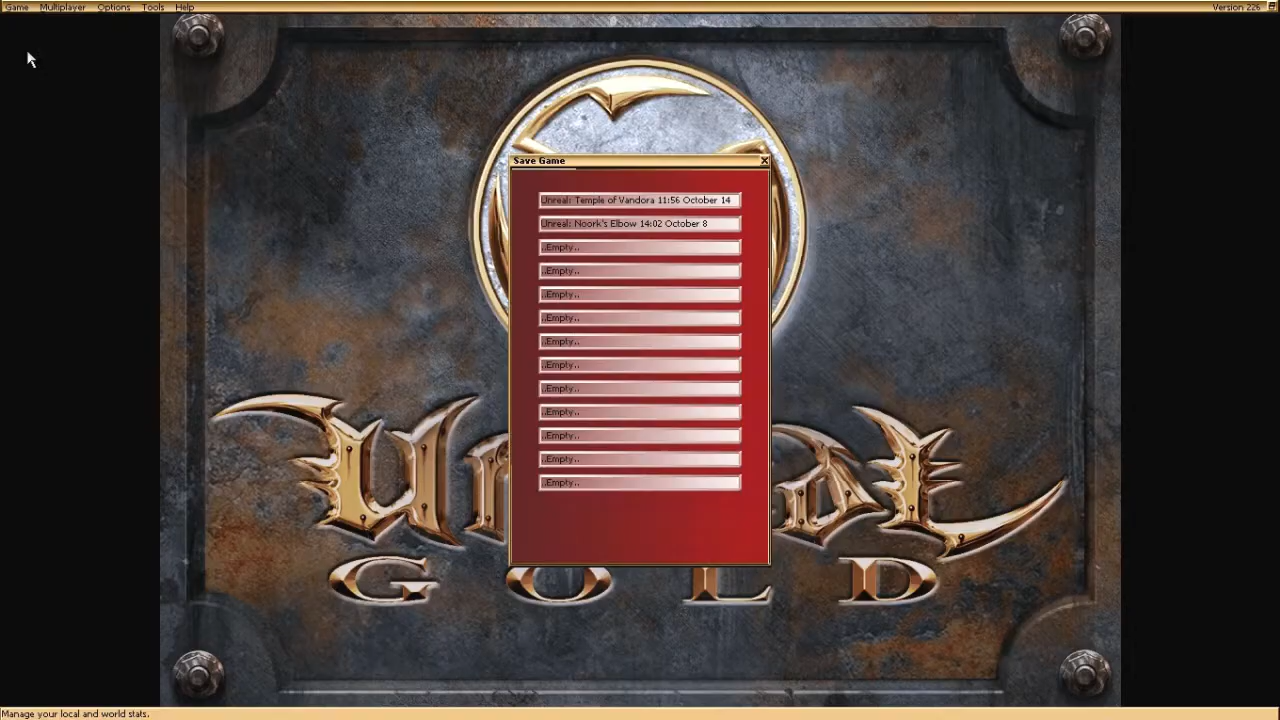 Game Multiplayer Options Tools Help Version 226
Save Game
Unreal: Temple of Vandora 11:56 October 14
Unreal: Noork's Elbow 14:02 October 8
..Empty..
..Empty..
..Empty..
..Empty..
..Empty..
..Empty..
..Empty..
..Empty..
..Empty..
..Empty..
..Empty..
Unreal
GOLD
Manage your local and world stats.